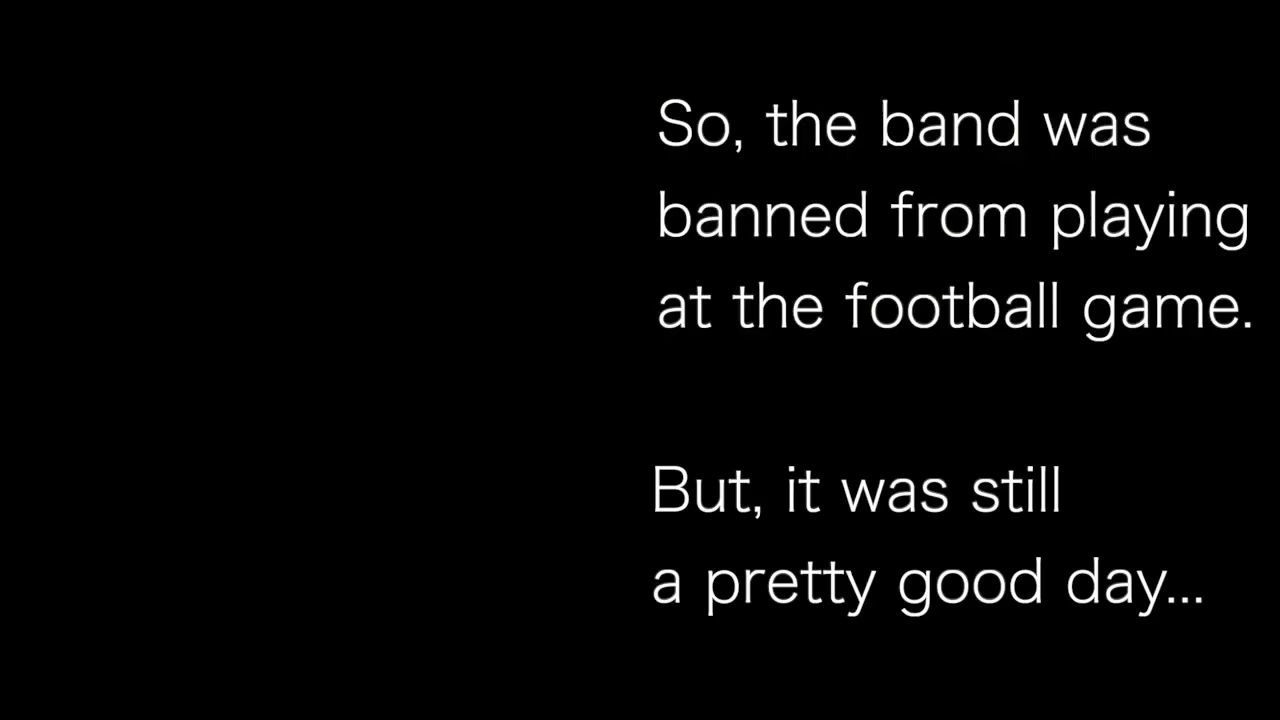 So, the band was
banned from playing
at the football game.
But, it was still
a pretty good day...